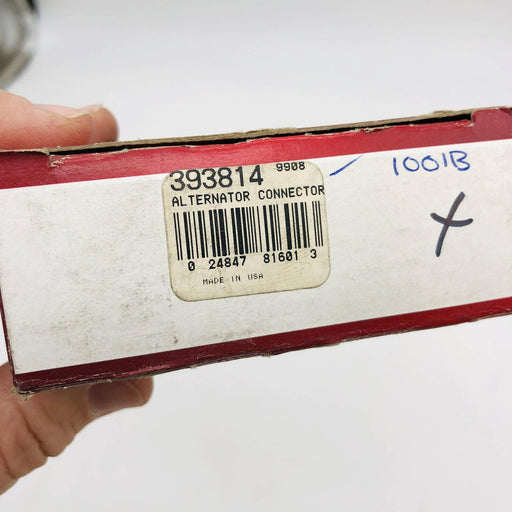 393814 9908
ALTERNATOR CONNECTOR
0 24847 81601 3
MADE IN USA
1001B
X